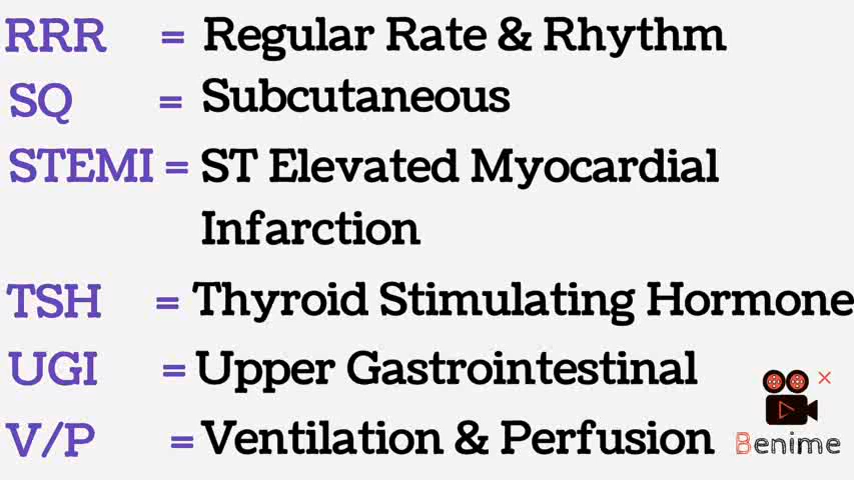 RRR = Regular Rate & Rhythm
SQ = Subcutaneous
STEMI = ST Elevated Myocardial
Infarction
TSH = Thyroid Stimulating Hormone
UGI = Upper Gastrointestinal
V/P = Ventilation & Perfusion
Benime